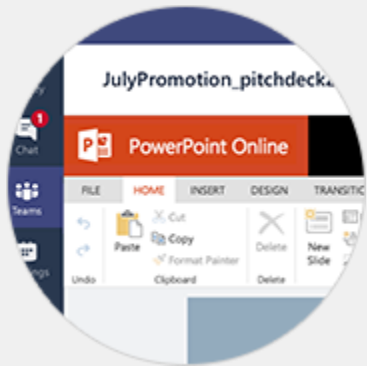 JulyPromotion_pitchdeck
1
Chat
P
PowerPoint Online
Teams
FILE HOME INSERT DESIGN
Cut
Copy
Format Painter
Paste
Delete
New
Slide
Undo Clipboard Delete